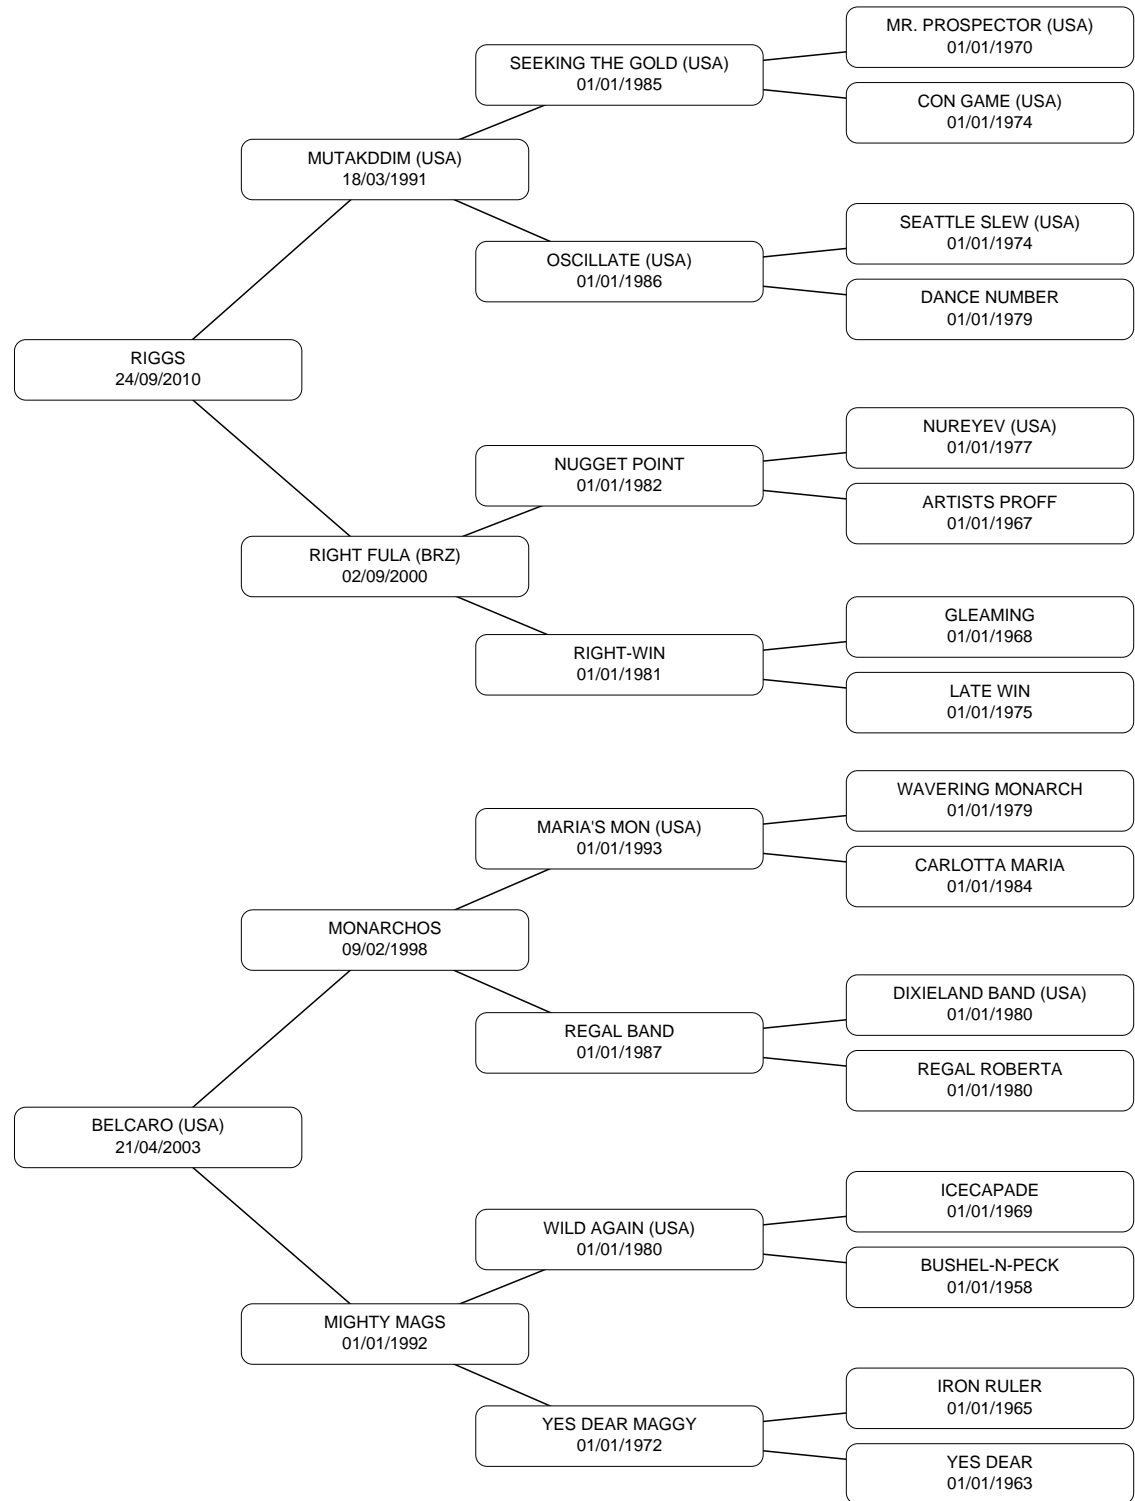 MR. PROSPECTOR (USA)
01/01/1970
SEEKING THE GOLD (USA)
01/01/1985
CON GAME (USA)
01/01/1974
MUTAKDDIM (USA)
18/03/1991
SEATTLE SLEW (USA)
01/01/1974
OSCILLATE (USA)
01/01/1986
DANCE NUMBER
01/01/1979
RIGGS
24/09/2010
NUREYEV (USA)
01/01/1977
NUGGET POINT
01/01/1982
ARTISTS PROFF
01/01/1967
RIGHT FULA (BRZ)
02/09/2000
GLEAMING
01/01/1968
RIGHT-WIN
01/01/1981
LATE WIN
01/01/1975
WAVERING MONARCH
01/01/1979
MARIA'S MON (USA)
01/01/1993
CARLOTTA MARIA
01/01/1984
MONARCHOS
09/02/1998
DIXIELAND BAND (USA)
01/01/1980
REGAL BAND
01/01/1987
REGAL ROBERTA
01/01/1980
BELCARO (USA)
21/04/2003
ICECAPADE
01/01/1969
WILD AGAIN (USA)
01/01/1980
BUSHEL-N-PECK
01/01/1958
MIGHTY MAGS
01/01/1992
IRON RULER
01/01/1965
YES DEAR MAGGY
01/01/1972
YES DEAR
01/01/1963